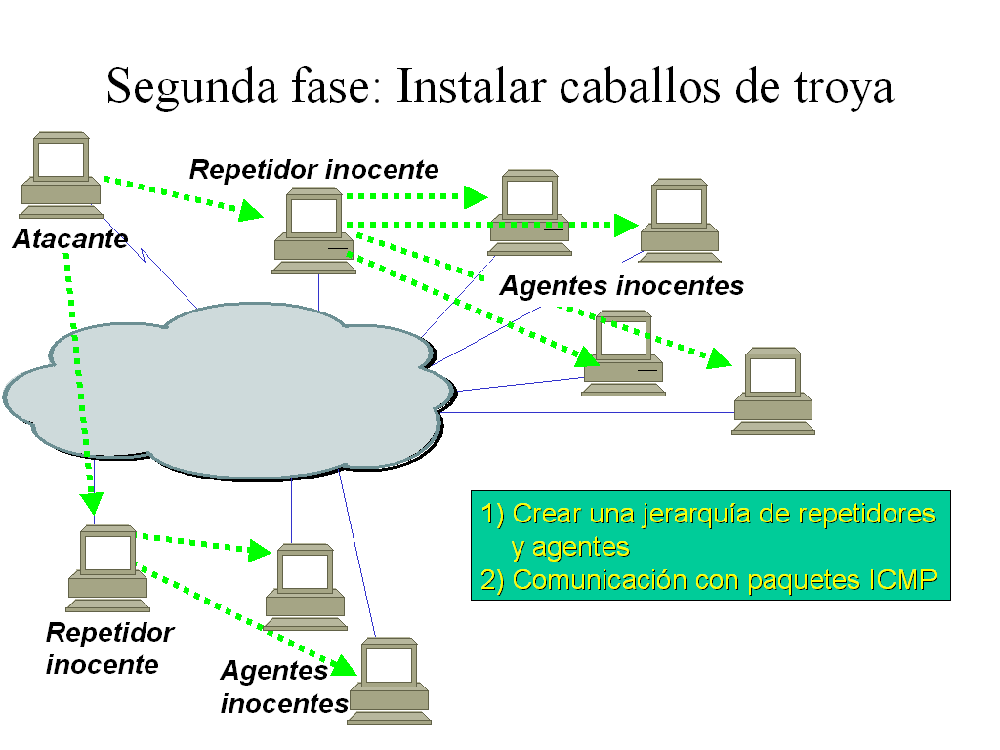 Segunda fase: Instalar caballos de troya
Repetidor inocente
Atacante
Agentes inocentes
1) Crear una jerarquía de repetidores
y agentes
2) Comunicación con paquetes ICMP
Repetidor
inocente
Agentes
inocentes